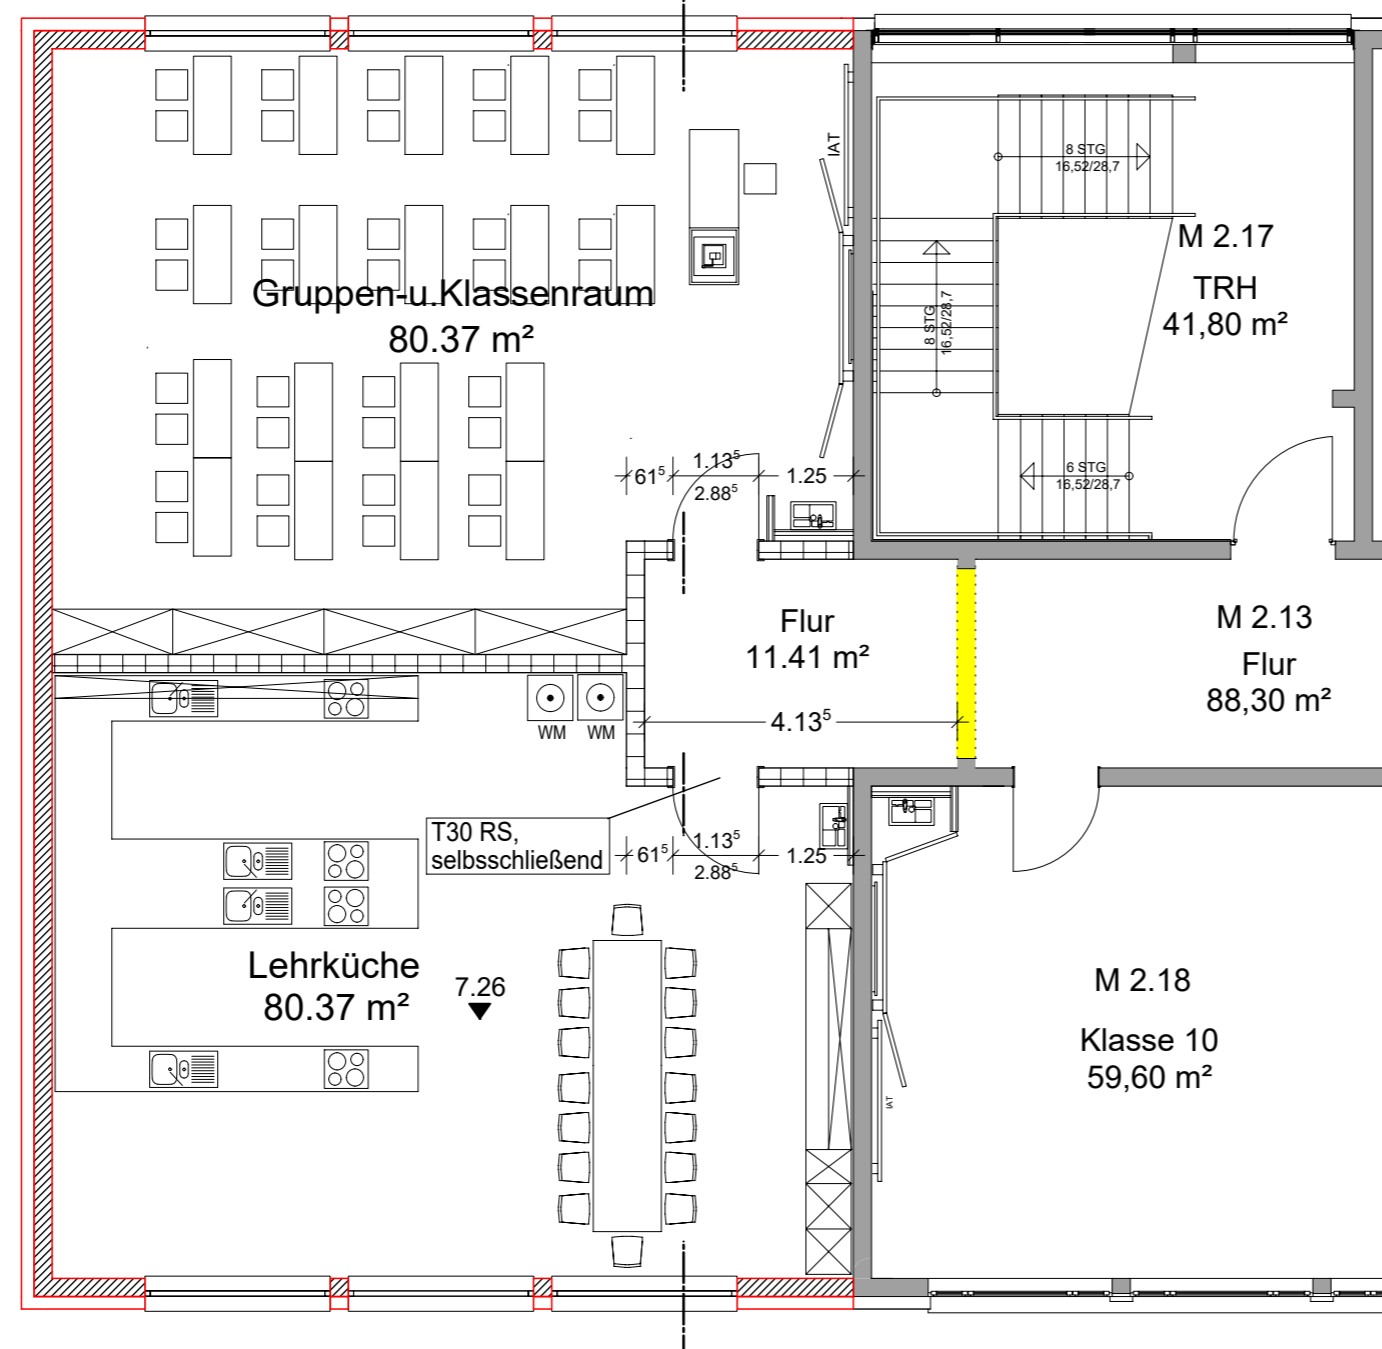 IAT
8 STG
16,52/28,7
M 2.17
TRH
41,80 m²
Gruppen-u.Klassenraum
80.37 m²
8 STG
16,52/28,7
61⁵
1.13⁵
2.88⁵
1.25
6 STG
16,52/28,7
Flur
11.41 m²
M 2.13
Flur
88,30 m²
4.13⁵
WM
WM
T30 RS,
selbsschließend
61⁵
1.13⁵
2.88⁵
1.25
Lehrküche
80.37 m²
7.26
M 2.18
Klasse 10
59,60 m²
IAT